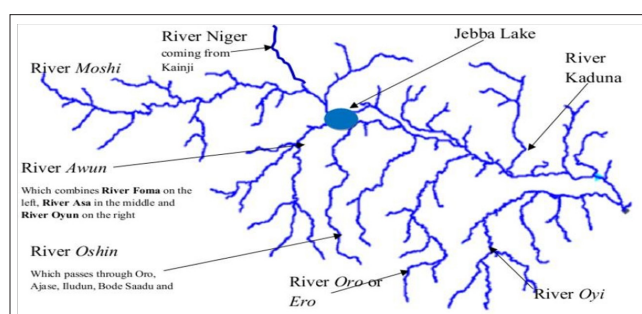 River Niger
coming from
Kainji
Jebba Lake
River Moshi
River
Kaduna
River Awun
Which combines River Foma on the
left, River Asa in the middle and
River Oyun on the right
River Oshin
Which passes through Oro,
Ajase, Iludun, Bode Saadu and
River Oro or
Ero
River Oyi